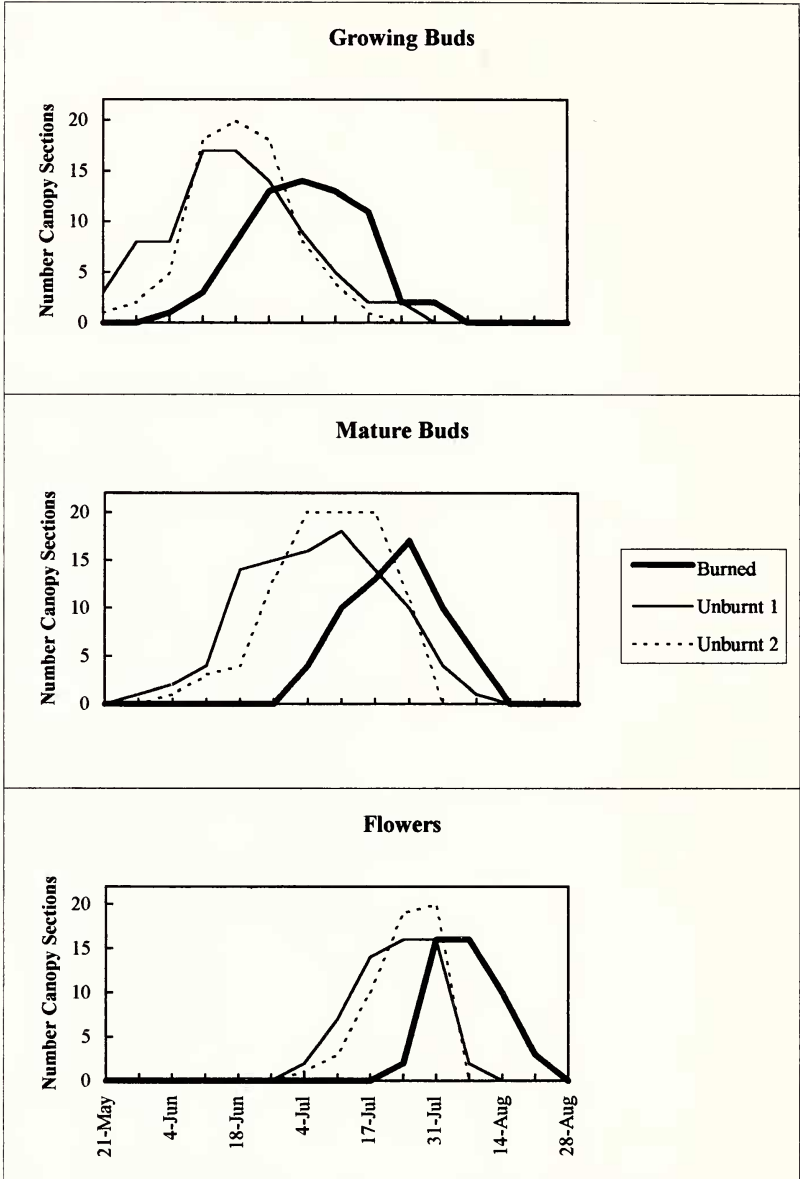 Growing Buds
Number Canopy Sections
20
15
10
5
0
Mature Buds
Number Canopy Sections
20
15
10
5
0
Burned
Unburnt 1
Unburnt 2
Flowers
Number Canopy Sections
20
15
10
5
0
21-May
4-Jun
18-Jun
4-Jul
17-Jul
31-Jul
14-Aug
28-Aug